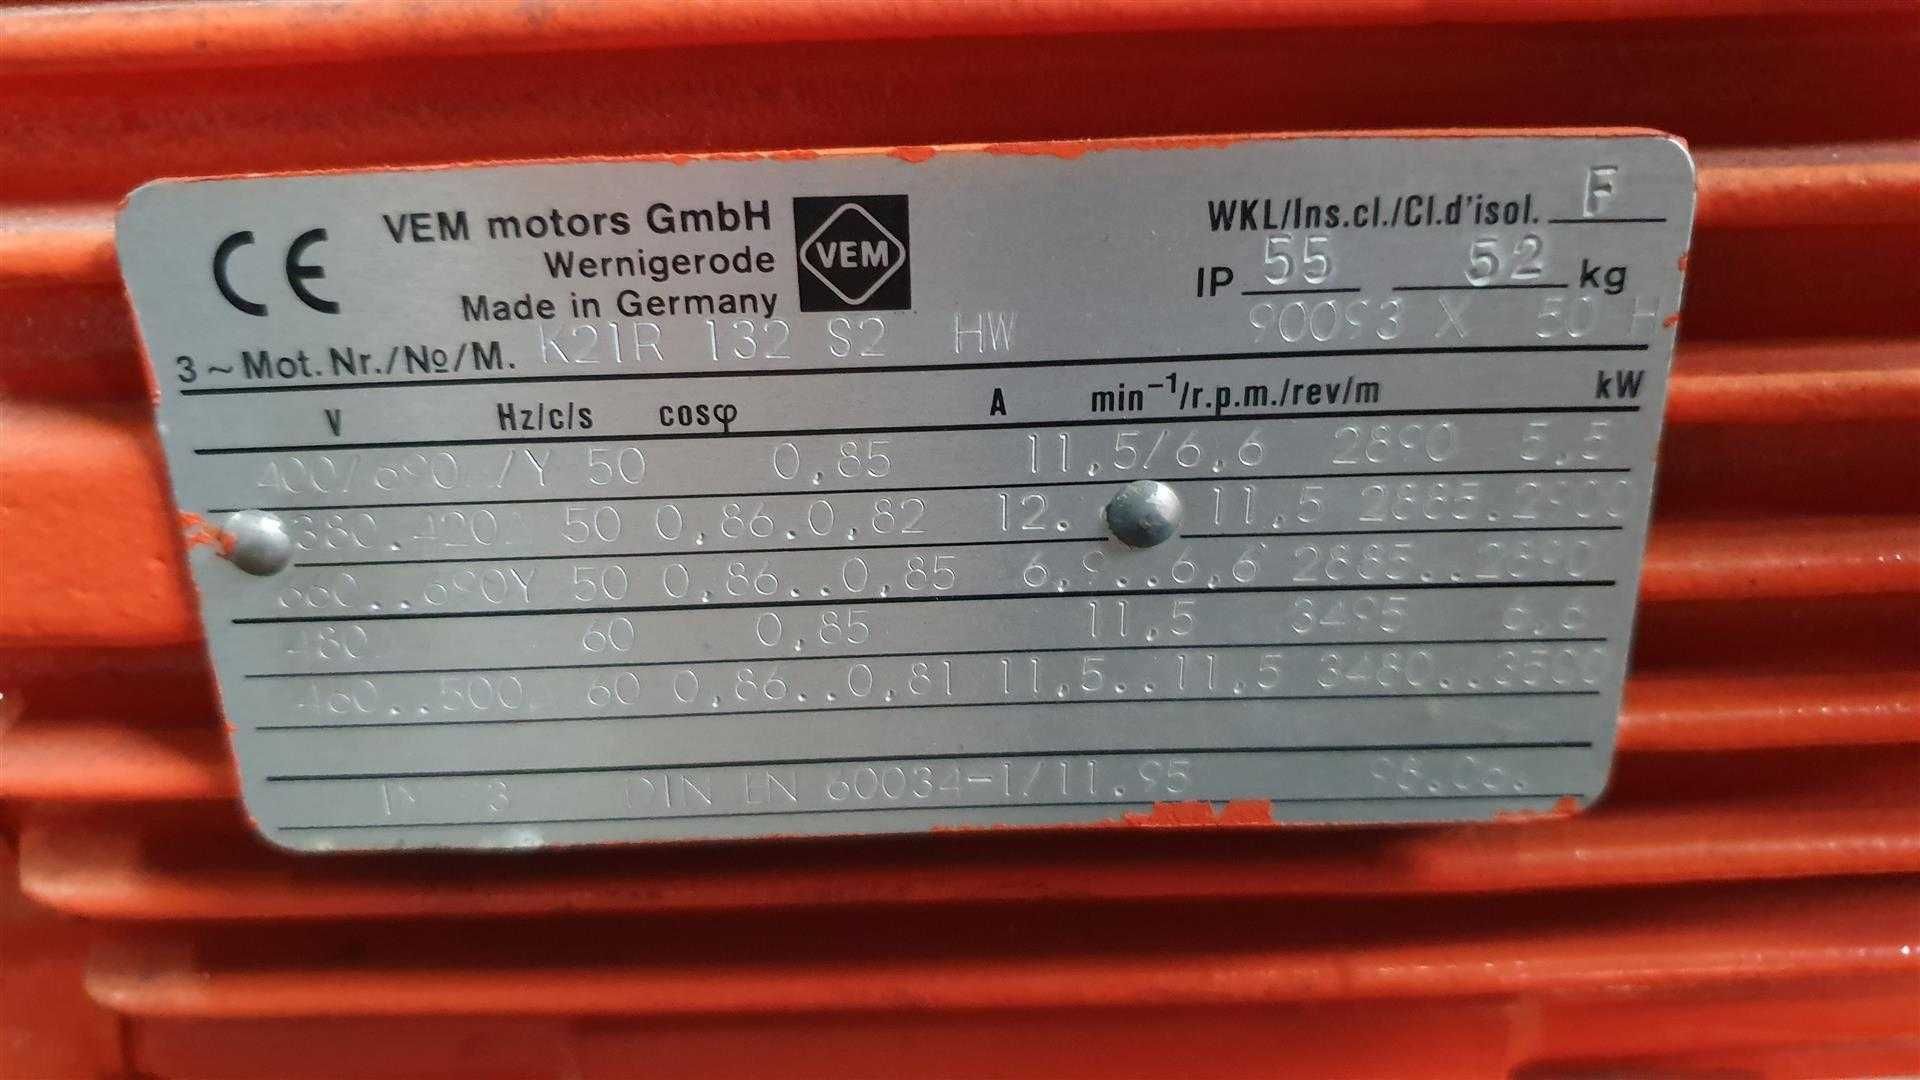 CE VEM motors GmbH
Wernigerode
Made in Germany
VEM
WKL/Ins.cl./Cl.d'isol. F
IP 55 52 kg
3~Mot.Nr./No/M. K21R 132 S2 HW 90093 X 50 H
V Hz/c/s cosφ A min⁻¹/r.p.m./rev/m kW
400/690 /Y 50 0,85 11,5/6,6 2890 5,5
380.420Δ 50 0,86.0,82 12. 11,5 2885.2900
660..690Y 50 0,86..0,85 6,9..6,6 2885..2890
480 60 0,85 11,5 3495 6,6
460..500Δ 60 0,86..0,81 11,5..11,5 3480..3500
3 DIN EN 60034-1/11.95